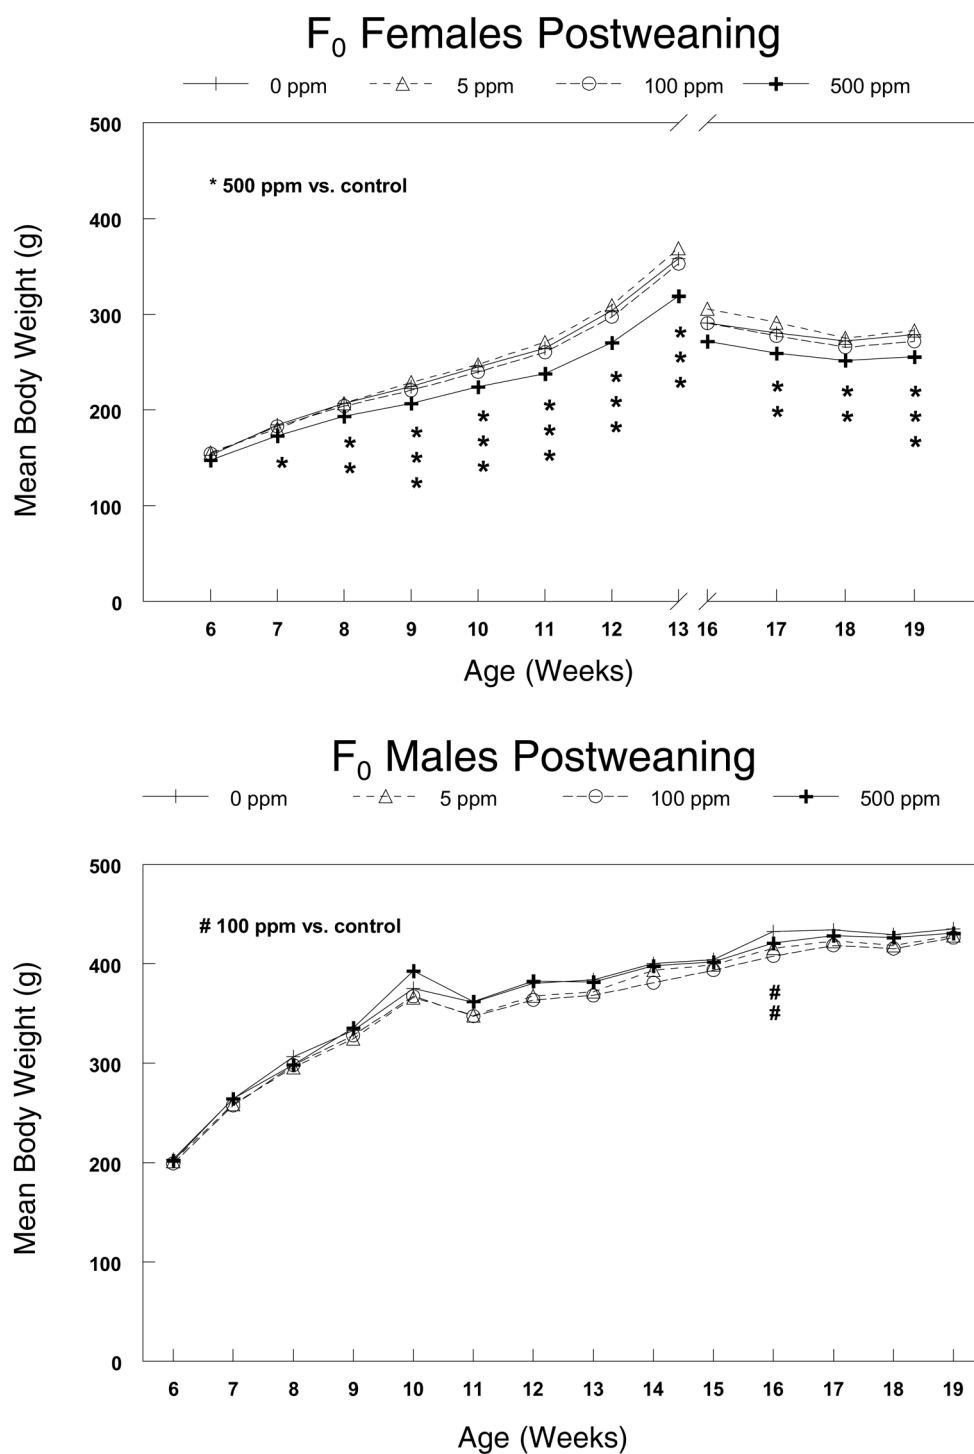 F0 Females Postweaning
0 ppm 5 ppm 100 ppm 500 ppm
500
* 500 ppm vs. control
400
300
200
100
0
* * * * * * * * * * * * * * * * * * * * * * * * *
6 7 8 9 10 11 12 13 16 17 18 19
Mean Body Weight (g)
Age (Weeks)
F0 Males Postweaning
0 ppm 5 ppm 100 ppm 500 ppm
500
# 100 ppm vs. control
400
# 
#
300
200
100
0
6 7 8 9 10 11 12 13 14 15 16 17 18 19
Mean Body Weight (g)
Age (Weeks)